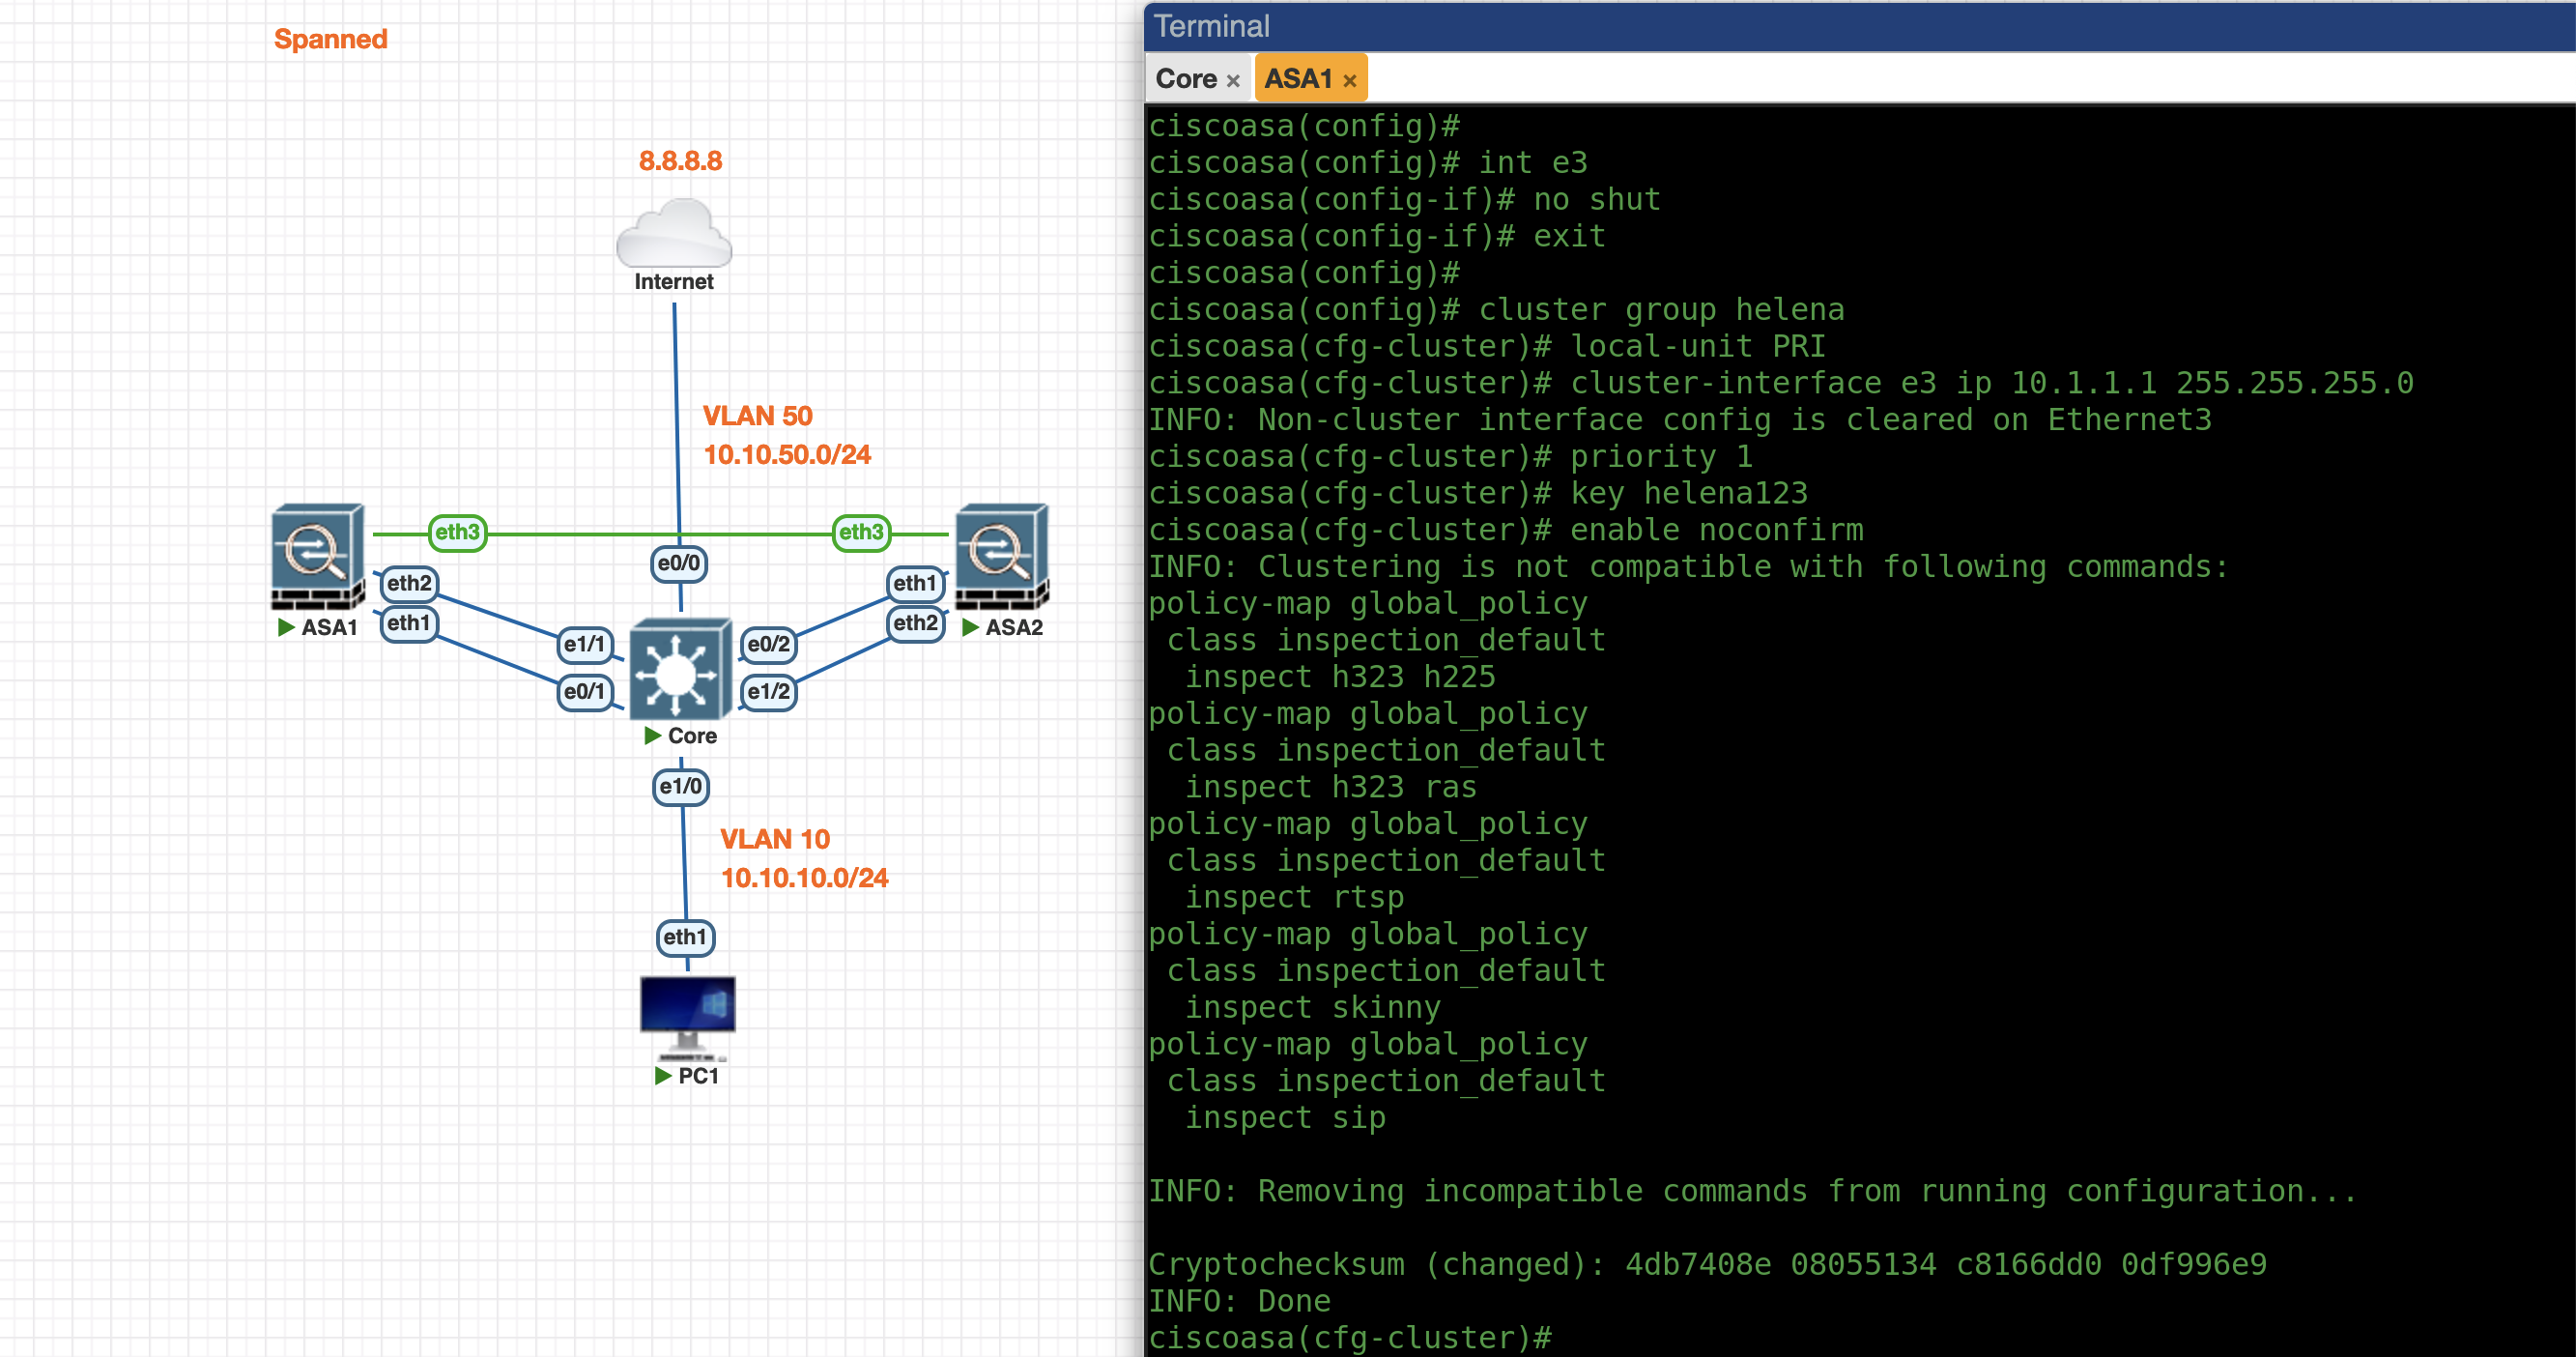 Spanned
8.8.8.8
Internet
VLAN 50
10.10.50.0/24
eth3
eth3
e0/0
eth2
eth1
eth1
eth2
ASA1
ASA2
e1/1
e0/2
e0/1
e1/2
Core
e1/0
VLAN 10
10.10.10.0/24
eth1
PC1
Terminal
Core ×
ASA1 ×
ciscoasa(config)#
ciscoasa(config)# int e3
ciscoasa(config-if)# no shut
ciscoasa(config-if)# exit
ciscoasa(config)#
ciscoasa(config)# cluster group helena
ciscoasa(cfg-cluster)# local-unit PRI
ciscoasa(cfg-cluster)# cluster-interface e3 ip 10.1.1.1 255.255.255.0
INFO: Non-cluster interface config is cleared on Ethernet3
ciscoasa(cfg-cluster)# priority 1
ciscoasa(cfg-cluster)# key helena123
ciscoasa(cfg-cluster)# enable noconfirm
INFO: Clustering is not compatible with following commands:
policy-map global_policy
 class inspection_default
  inspect h323 h225
policy-map global_policy
 class inspection_default
  inspect h323 ras
policy-map global_policy
 class inspection_default
  inspect rtsp
policy-map global_policy
 class inspection_default
  inspect skinny
policy-map global_policy
 class inspection_default
  inspect sip
INFO: Removing incompatible commands from running configuration...
Cryptochecksum (changed): 4db7408e 08055134 c8166dd0 0df996e9
INFO: Done
ciscoasa(cfg-cluster)#